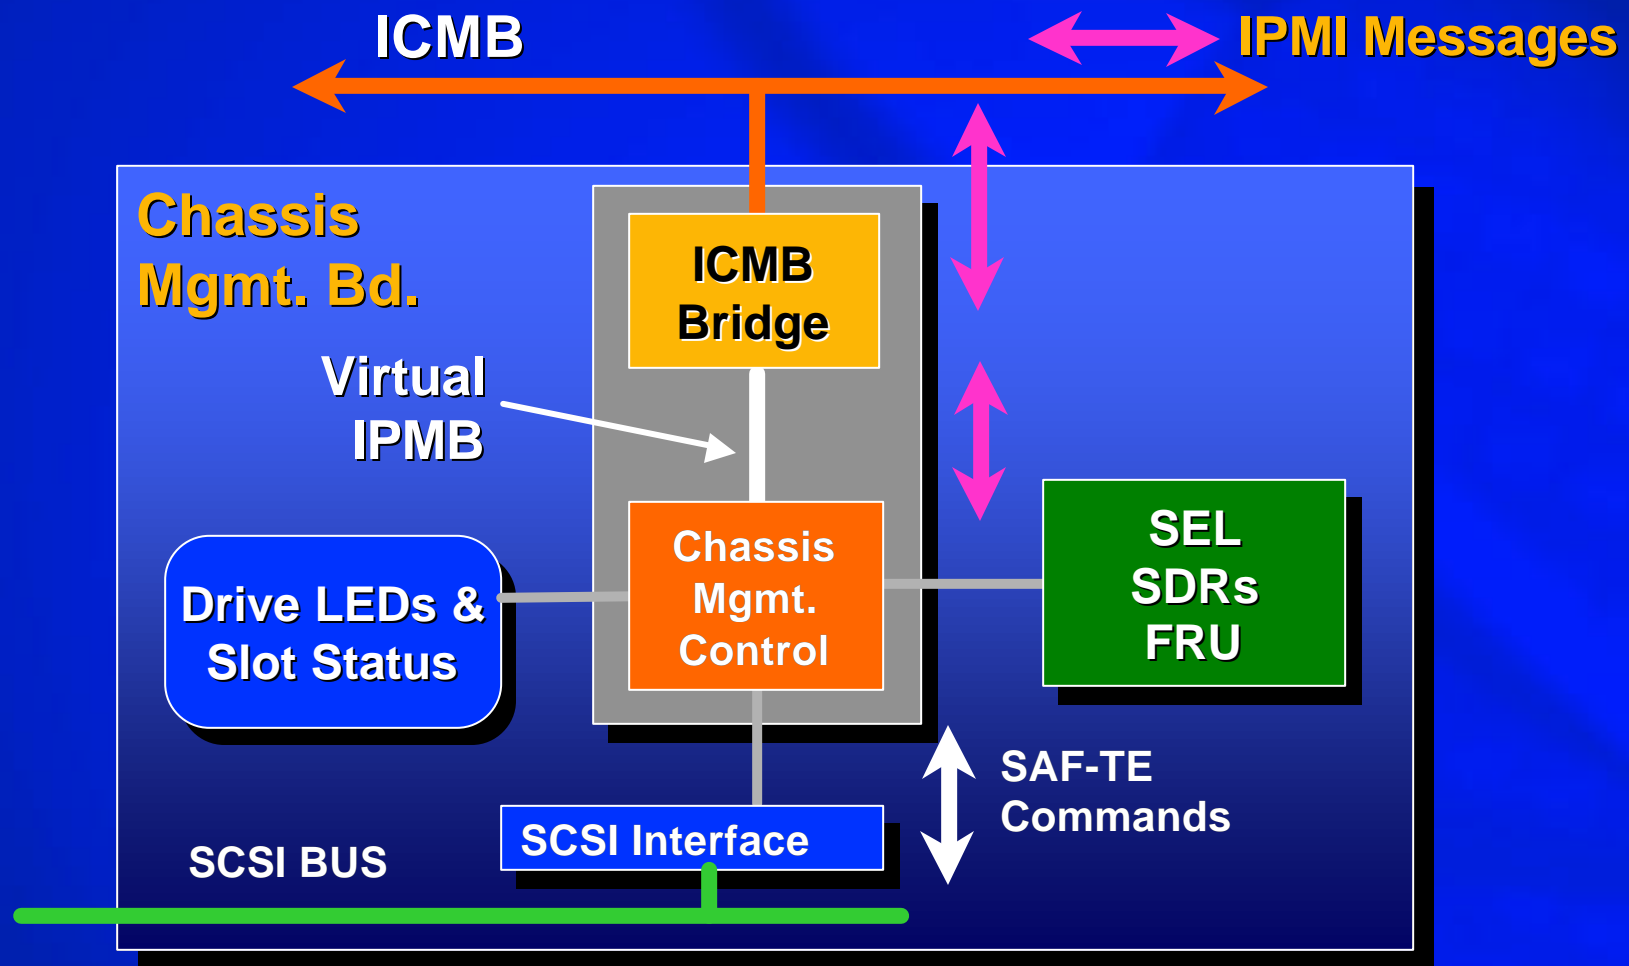 ICMB
IPMI Messages
Chassis
Mgmt. Bd.
ICMB
Bridge
Virtual
IPMB
Chassis
Mgmt.
Control
SEL
SDRs
FRU
Drive LEDs &
Slot Status
SAF-TE
Commands
SCSI Interface
SCSI BUS